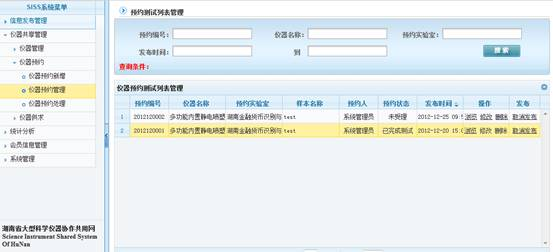 SISS系统菜单
信息发布管理
仪器共享管理
仪器管理
仪器预约
仪器预约新增
仪器预约管理
仪器预约处理
仪器供求
统计分析
会员信息管理
系统管理
湖南省大型科学仪器协作共用网
Science Instrument Shared System
Of HuNan
预约测试列表管理
预约编号: 仪器名称: 预约实验室:
发布时间: 到 搜索
查询条件:
仪器预约测试列表管理
预约编号 仪器名称 预约实验室 样本名称 预约人 预约状态 发布时间 操作 发布
1 2012120002 多功能内置静电喷塑 湖南金融货币识别与 test 系统管理员 未受理 2012-12-25 09:5 浏览 修改 删除 取消发布
2 2012120001 多功能内置静电喷塑 湖南金融货币识别与 test 系统管理员 已完成测试 2012-12-20 15:0 浏览 修改 删除 取消发布